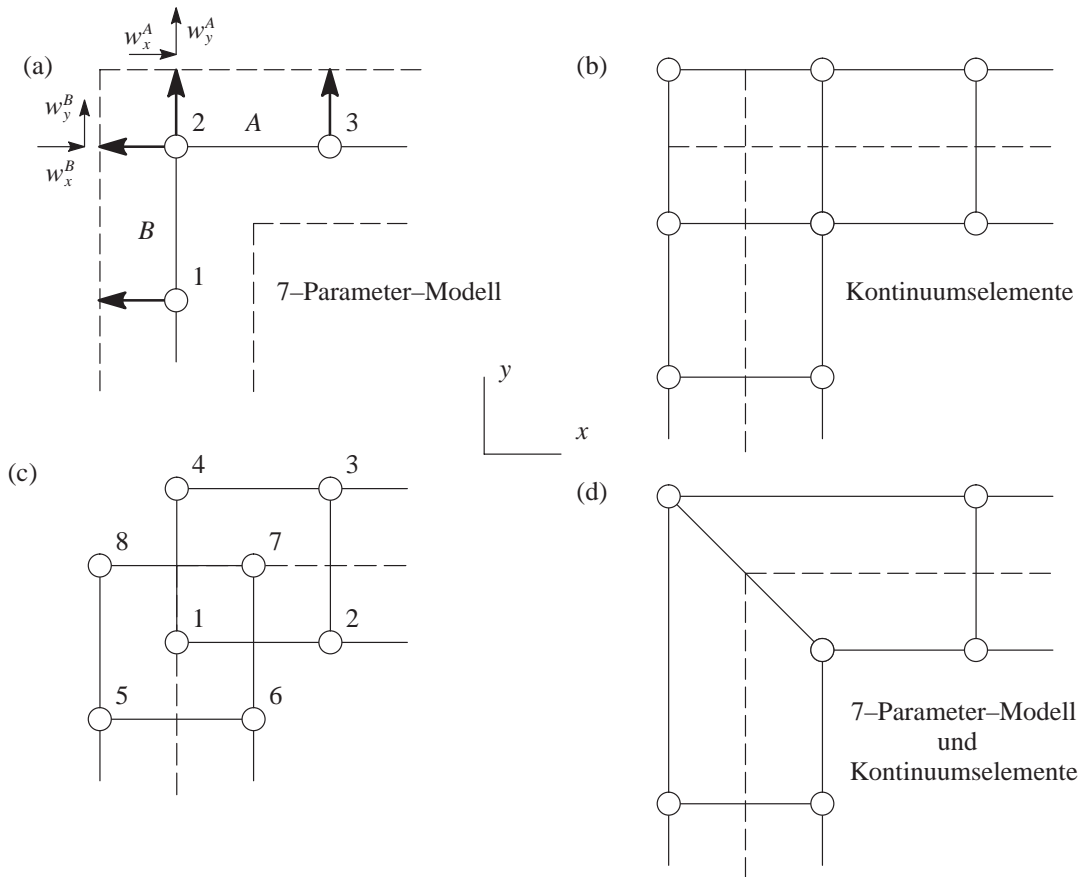 w_x^A w_y^A
(a)
w_y^B
w_x^B
2 A 3
B
1
7–Parameter–Modell
(b)
Kontinuumselemente
y
x
(c)
4 3
8 7
1 2
5 6
(d)
7–Parameter–Modell
und
Kontinuumselemente